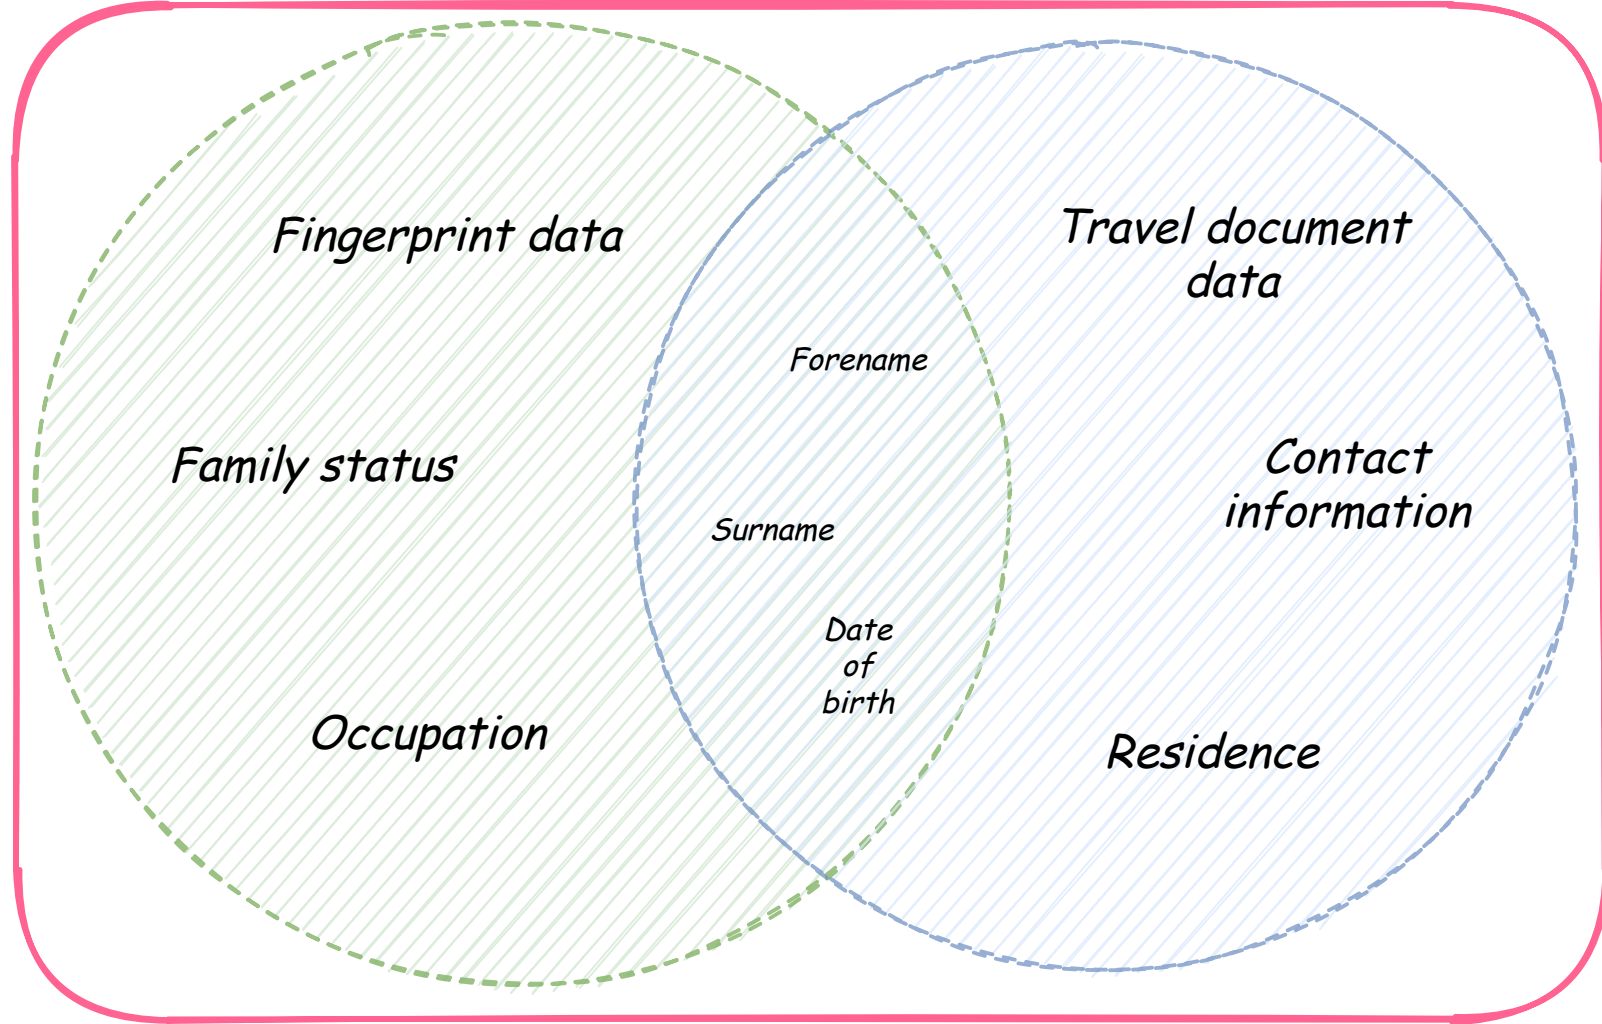 Fingerprint data
Family status
Occupation
Forename
Surname
Date
of
birth
Travel document
data
Contact
information
Residence